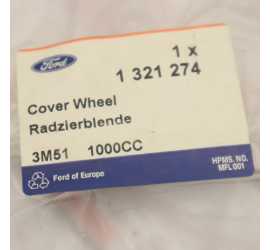 Ford
1 x
1 321 274
Cover Wheel
Radzierblende
3M51 1000CC
Ford of Europe
HPMS. NO.
MFL 001